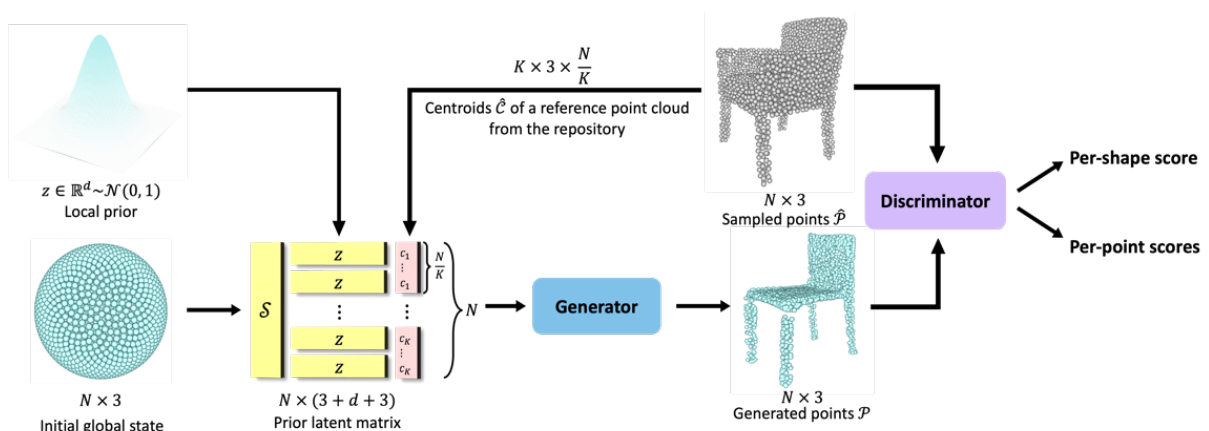 z ∈ ℝ^d ~ 𝒩(0, 1)
Local prior
N × 3
Initial global state
K × 3 × N/K
Centroids Ĉ of a reference point cloud
from the repository
𝒮
z
z
⋮
z
z
c₁
⋮
c₁
⋮
c_K
⋮
c_K
N/K
N
N × (3 + d + 3)
Prior latent matrix
Generator
N × 3
Sampled points 𝒫̂
N × 3
Generated points 𝒫
Discriminator
Per-shape score
Per-point scores